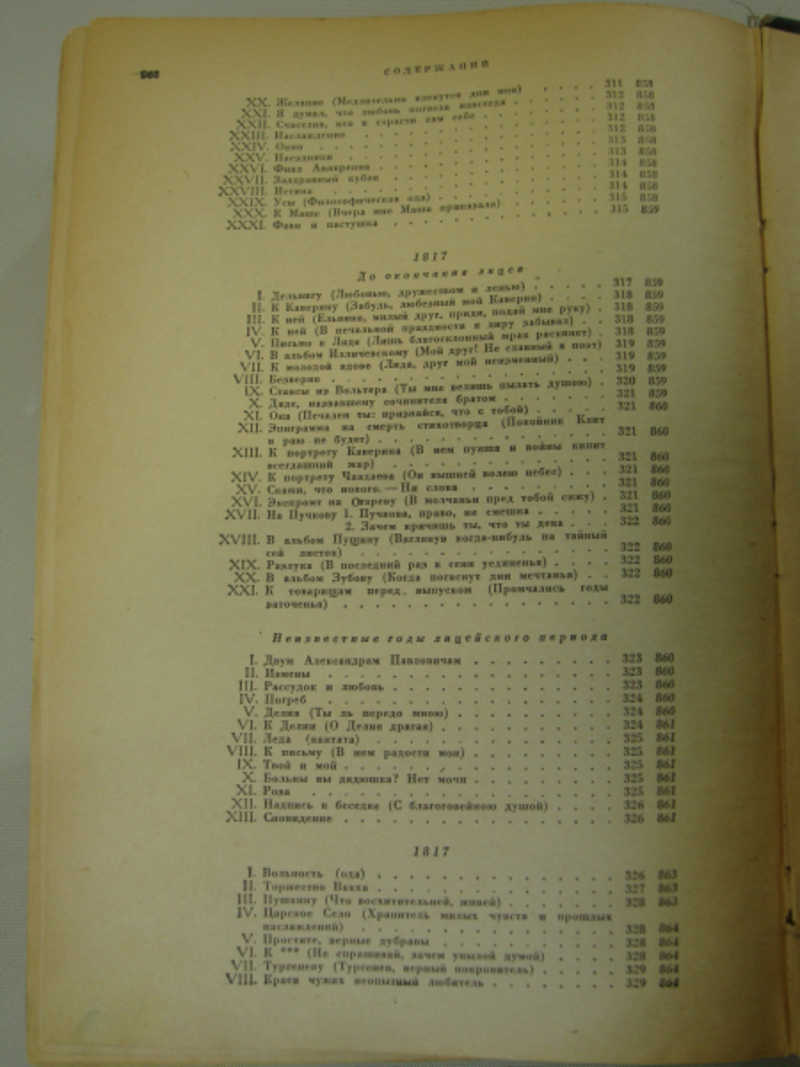 СОДЕРЖАНИЕ
XX. Желание (Медлительно влекутся дни мои) . . . . 311 858
XXI. Я думал, что любовь погасла навсегда . . . . 312 858
XXII. Счастлив, кто в страсти сам себе . . . . 312 858
XXIII. Наслаждение . . . . 312 858
XXIV. Окно . . . . 312 858
XXV. . . . . 313 858
XXVI. Фиал Анакреона . . . . 313 858
XXVII. Заздравный кубок . . . . 314 858
XXVIII. Истина . . . . 314 858
XXIX. Усы (Философическая ода) . . . . 314 858
XXX. К Маше (Вчера мне Маша приказала) . . . . 315 858
XXXI. Фавн и пастушка . . . . 315 859
1817
До окончания лицея
I. Дельвигу (Любовью, дружеством и ленью) . . . . 317 859
II. К Каверину (Забудь, любезный мой Каверин) . . . . 318 859
III. К ней (Эльвина, милый друг, приди, подай мне руку) . 318 859
IV. К ней (В печальной праздности я лиру забывал) . . 318 859
V. Письмо к Лиде (Лишь благосклонный мрак раскинет) . 318 859
VI. В альбом Илличевскому (Мой друг! Не славный я поэт) 319 859
VII. К молодой вдове (Лида, друг мой неизменный) . . . 319 859
VIII. Безверие . . . . 319 859
IX. Стансы из Вольтера (Ты мне велишь пылать душою) . 320 859
X. Дяде, назвавшему сочинителя братом . . . . 321 859
XI. Она (Печален ты: признайся, что с тобой) . . . . 321 860
XII. Эпиграмма на смерть стихотворца (Покойник Клит
в раю не будет) . . . . 321 860
XIII. К портрету Каверина (В нем пунша и войны кипит
всегдашний жар) . . . . 321 860
XIV. К портрету Чаадаева (Он вышней волею небес) . . . 321 860
XV. Скажи, что нового. — Ни слова . . . . 321 860
XVI. Экспромт на Огареву (В молчаньи пред тобой сижу) . 321 860
XVII. На Пучкову 1. Пучкова, право, не смешна . . . . 321 860
2. Зачем кричишь ты, что ты дева . . . 322 860
XVIII. В альбом Пущину (Взглянув когда-нибудь на тайный
сей листок) . . . . 322 860
XIX. Разлука (В последний раз в сени уединенья) . . . . 322 860
XX. В альбом Зубову (Когда погаснут дни мечтанья) . . 322 860
XXI. К товарищам перед выпуском (Промчались годы
заточенья) . . . . 322 860
Неизвестные годы лицейского периода
I. Двум Александрам Павловичам . . . . 323 860
II. Измены . . . . 323 860
III. Рассудок и любовь . . . . 323 860
IV. Погреб . . . . 324 860
V. Делия (Ты ль передо мною) . . . . 324 860
VI. К Делии (О Делия драгая) . . . . 324 861
VII. Леда (кантата) . . . . 325 861
VIII. К письму (В нем радости мои) . . . . 325 861
IX. Твой и мой . . . . 325 861
X. Больны вы дядюшка? Нет мочи . . . . 325 861
XI. Роза . . . . 325 861
XII. Надпись к беседке (С благоговейною душой) . . . . 326 861
XIII. Сновидение . . . . 326 861
1817
I. Вольность (ода) . . . . 326 863
II. Торжество Вакха . . . . 327 863
III. Пушкину (Что восхитительней, живей) . . . . 328 863
IV. Царское Село (Хранитель милых чувств и прошлых
наслаждений) . . . . 328 864
V. Простите, верные дубравы . . . . 328 864
VI. К *** (Не спрашивай, зачем унылой думой) . . . . 328 864
VII. Тургеневу (Тургенев, верный покровитель) . . . . 329 864
VIII. Краев чужих неопытный любитель . . . . 329 864